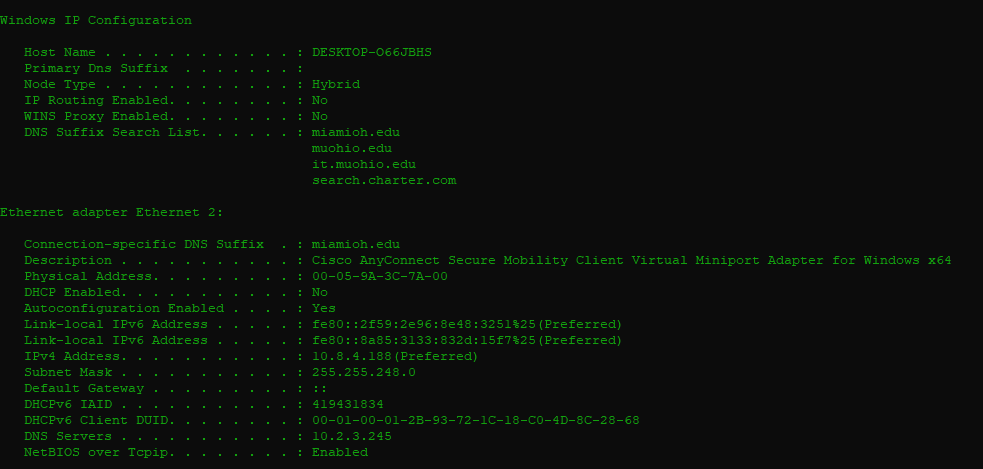 Windows IP Configuration
Host Name . . . . . . . . . . . . : DESKTOP-O66JBHS
Primary Dns Suffix  . . . . . . . :
Node Type . . . . . . . . . . . . : Hybrid
IP Routing Enabled. . . . . . . . : No
WINS Proxy Enabled. . . . . . . . : No
DNS Suffix Search List. . . . . . : miamioh.edu
muohio.edu
it.muohio.edu
search.charter.com
Ethernet adapter Ethernet 2:
Connection-specific DNS Suffix  . : miamioh.edu
Description . . . . . . . . . . . : Cisco AnyConnect Secure Mobility Client Virtual Miniport Adapter for Windows x64
Physical Address. . . . . . . . . : 00-05-9A-3C-7A-00
DHCP Enabled. . . . . . . . . . . : No
Autoconfiguration Enabled . . . . : Yes
Link-local IPv6 Address . . . . . : fe80::2f59:2e96:8e48:3251%25(Preferred)
Link-local IPv6 Address . . . . . : fe80::8a85:3133:832d:15f7%25(Preferred)
IPv4 Address. . . . . . . . . . . : 10.8.4.188(Preferred)
Subnet Mask . . . . . . . . . . . : 255.255.248.0
Default Gateway . . . . . . . . . : ::
DHCPv6 IAID . . . . . . . . . . . : 419431834
DHCPv6 Client DUID. . . . . . . . : 00-01-00-01-2B-93-72-1C-18-C0-4D-8C-28-68
DNS Servers . . . . . . . . . . . : 10.2.3.245
NetBIOS over Tcpip. . . . . . . . : Enabled